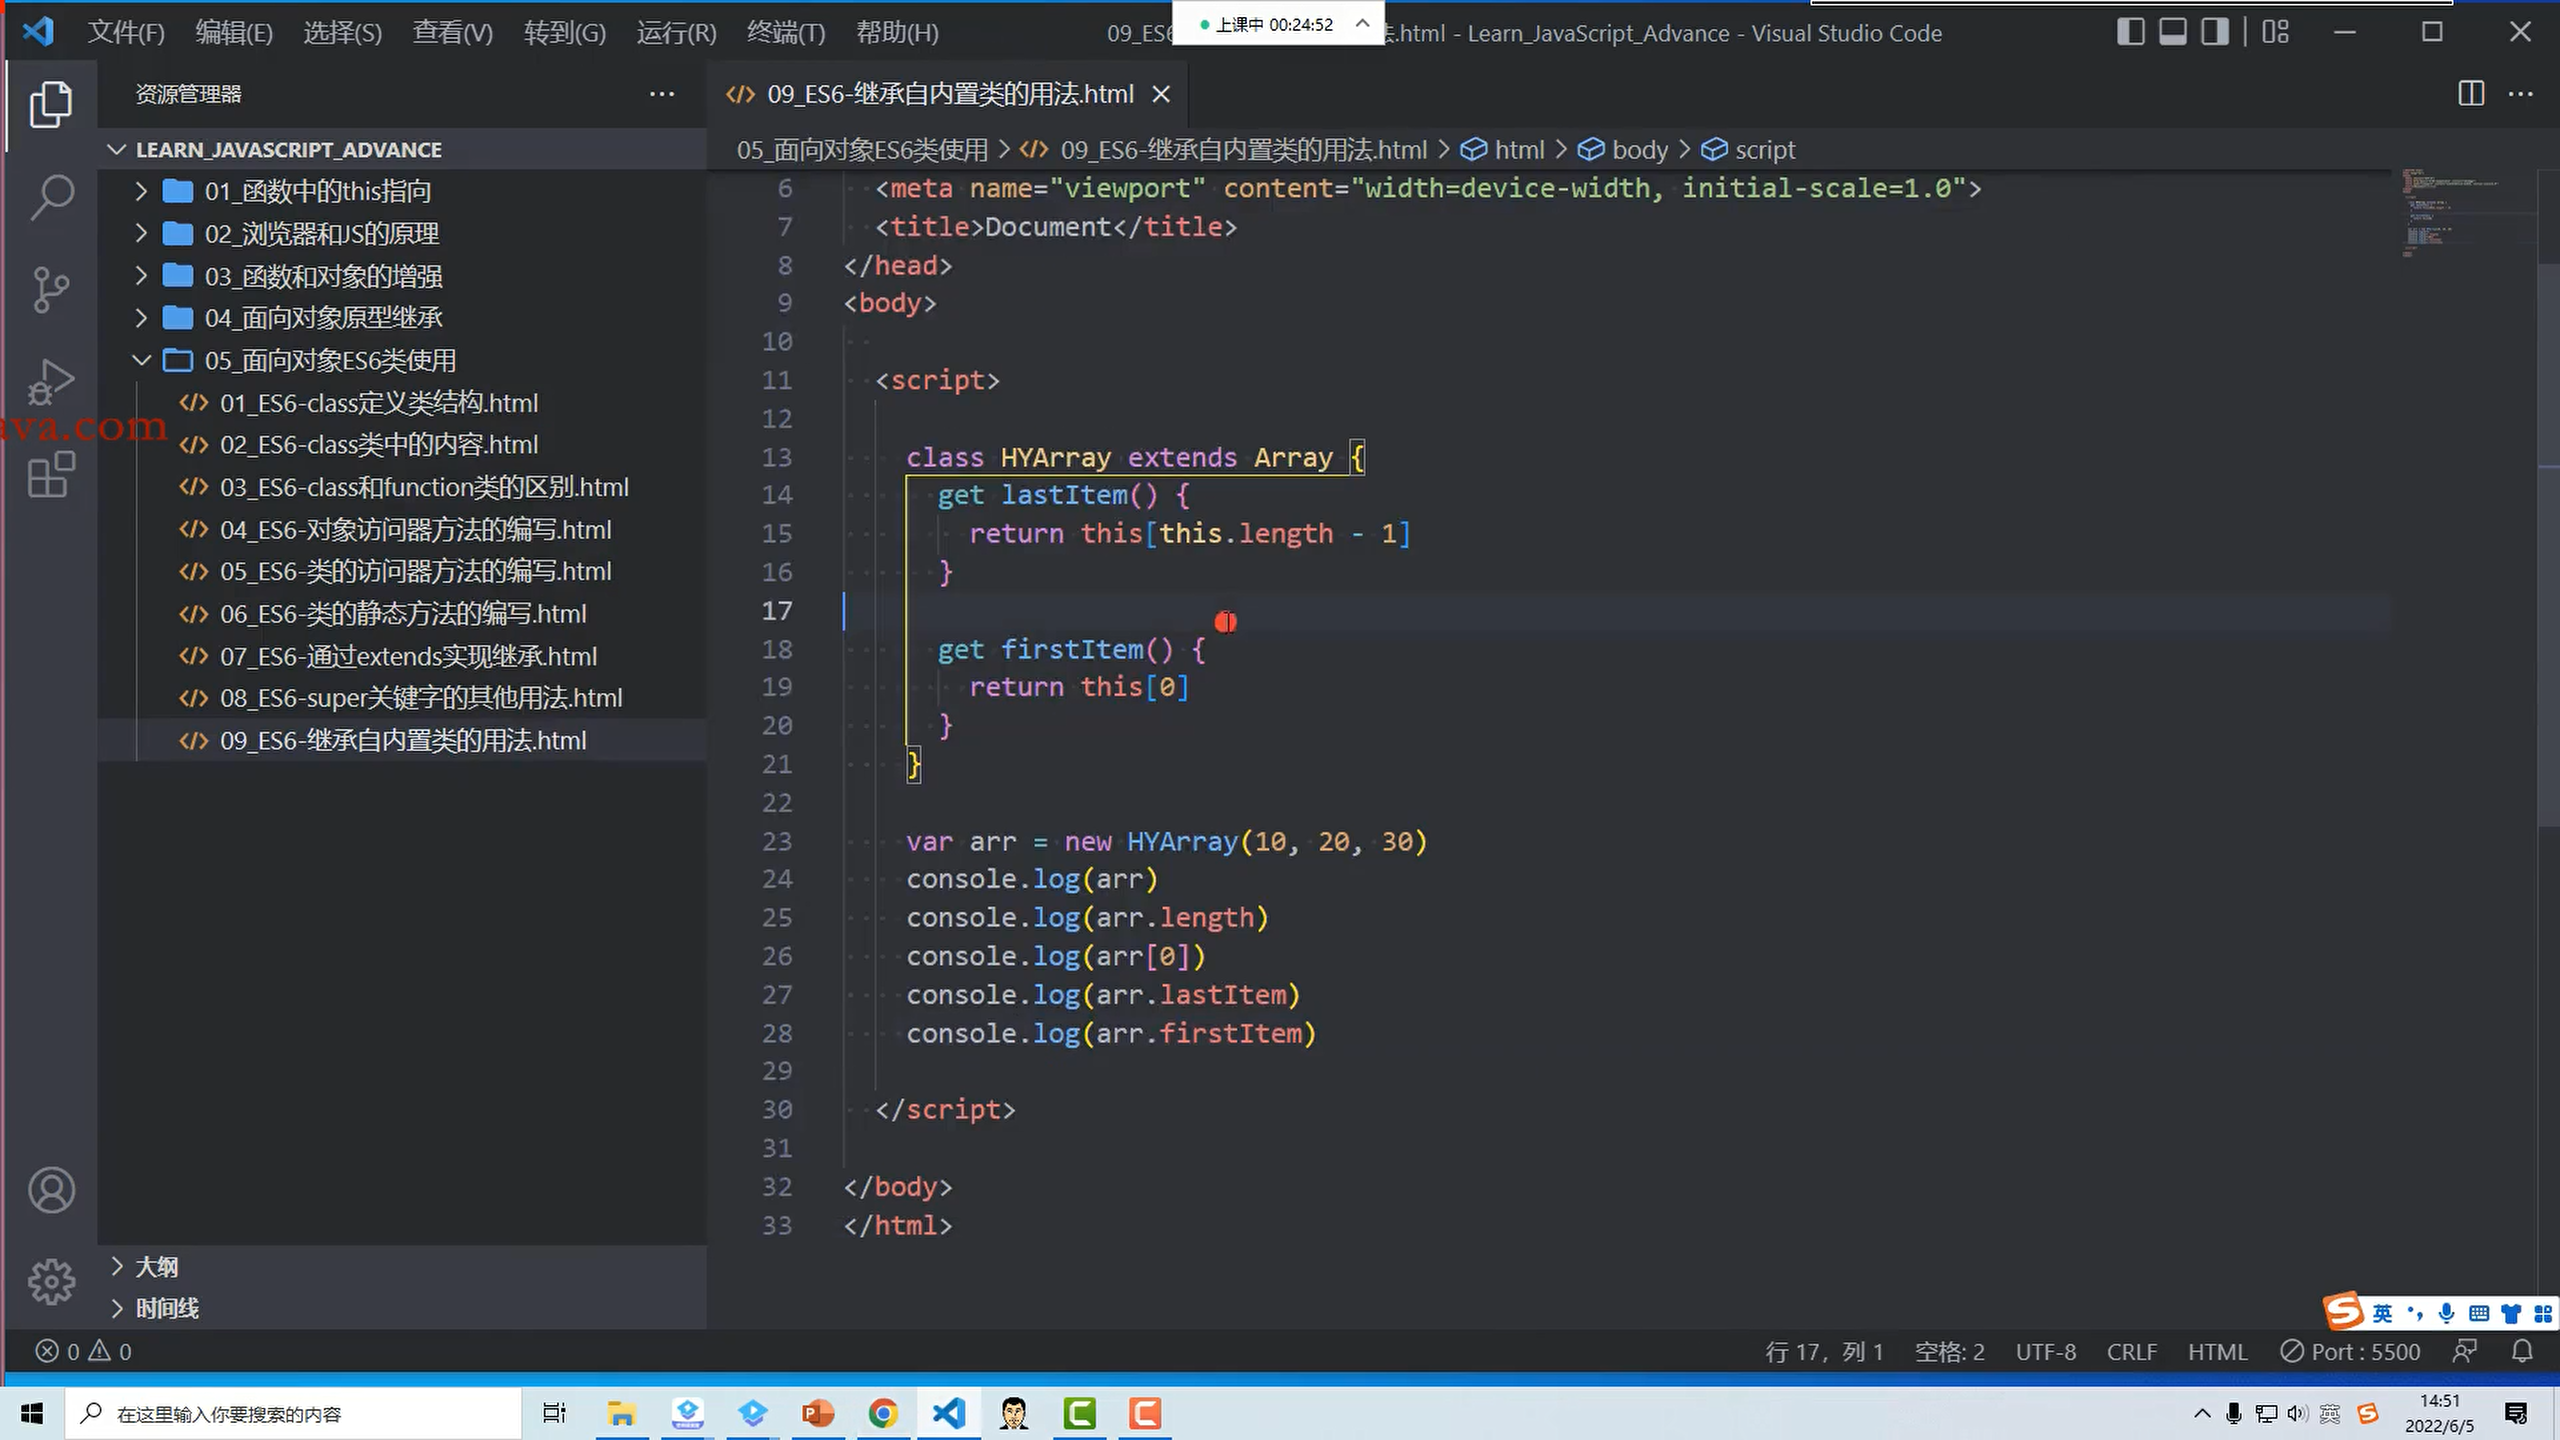 文件(F) 编辑(E) 选择(S) 查看(V) 转到(G) 运行(R) 终端(T) 帮助(H)
上课中 00:24:52
.html - Learn_JavaScript_Advance - Visual Studio Code
资源管理器
LEARN_JAVASCRIPT_ADVANCE
01_函数中的this指向
02_浏览器和JS的原理
03_函数和对象的增强
04_面向对象原型继承
05_面向对象ES6类使用
01_ES6-class定义类结构.html
ava.com
02_ES6-class类中的内容.html
03_ES6-class和function类的区别.html
04_ES6-对象访问器方法的编写.html
05_ES6-类的访问器方法的编写.html
06_ES6-类的静态方法的编写.html
07_ES6-通过extends实现继承.html
08_ES6-super关键字的其他用法.html
09_ES6-继承自内置类的用法.html
大纲
时间线
09_ES6-继承自内置类的用法.html
05_面向对象ES6类使用 > 09_ES6-继承自内置类的用法.html > html > body > script
6 <meta name="viewport" content="width=device-width, initial-scale=1.0">
7 <title>Document</title>
8 </head>
9 <body>
10
11 <script>
12
13 class HYArray extends Array {
14 get lastItem() {
15 return this[this.length - 1]
16 }
17
18 get firstItem() {
19 return this[0]
20 }
21 }
22
23 var arr = new HYArray(10, 20, 30)
24 console.log(arr)
25 console.log(arr.length)
26 console.log(arr[0])
27 console.log(arr.lastItem)
28 console.log(arr.firstItem)
29
30 </script>
31
32 </body>
33 </html>
英
0 0
行 17，列 1 空格: 2 UTF-8 CRLF HTML Port : 5500
在这里输入你要搜索的内容
英
14:51
2022/6/5